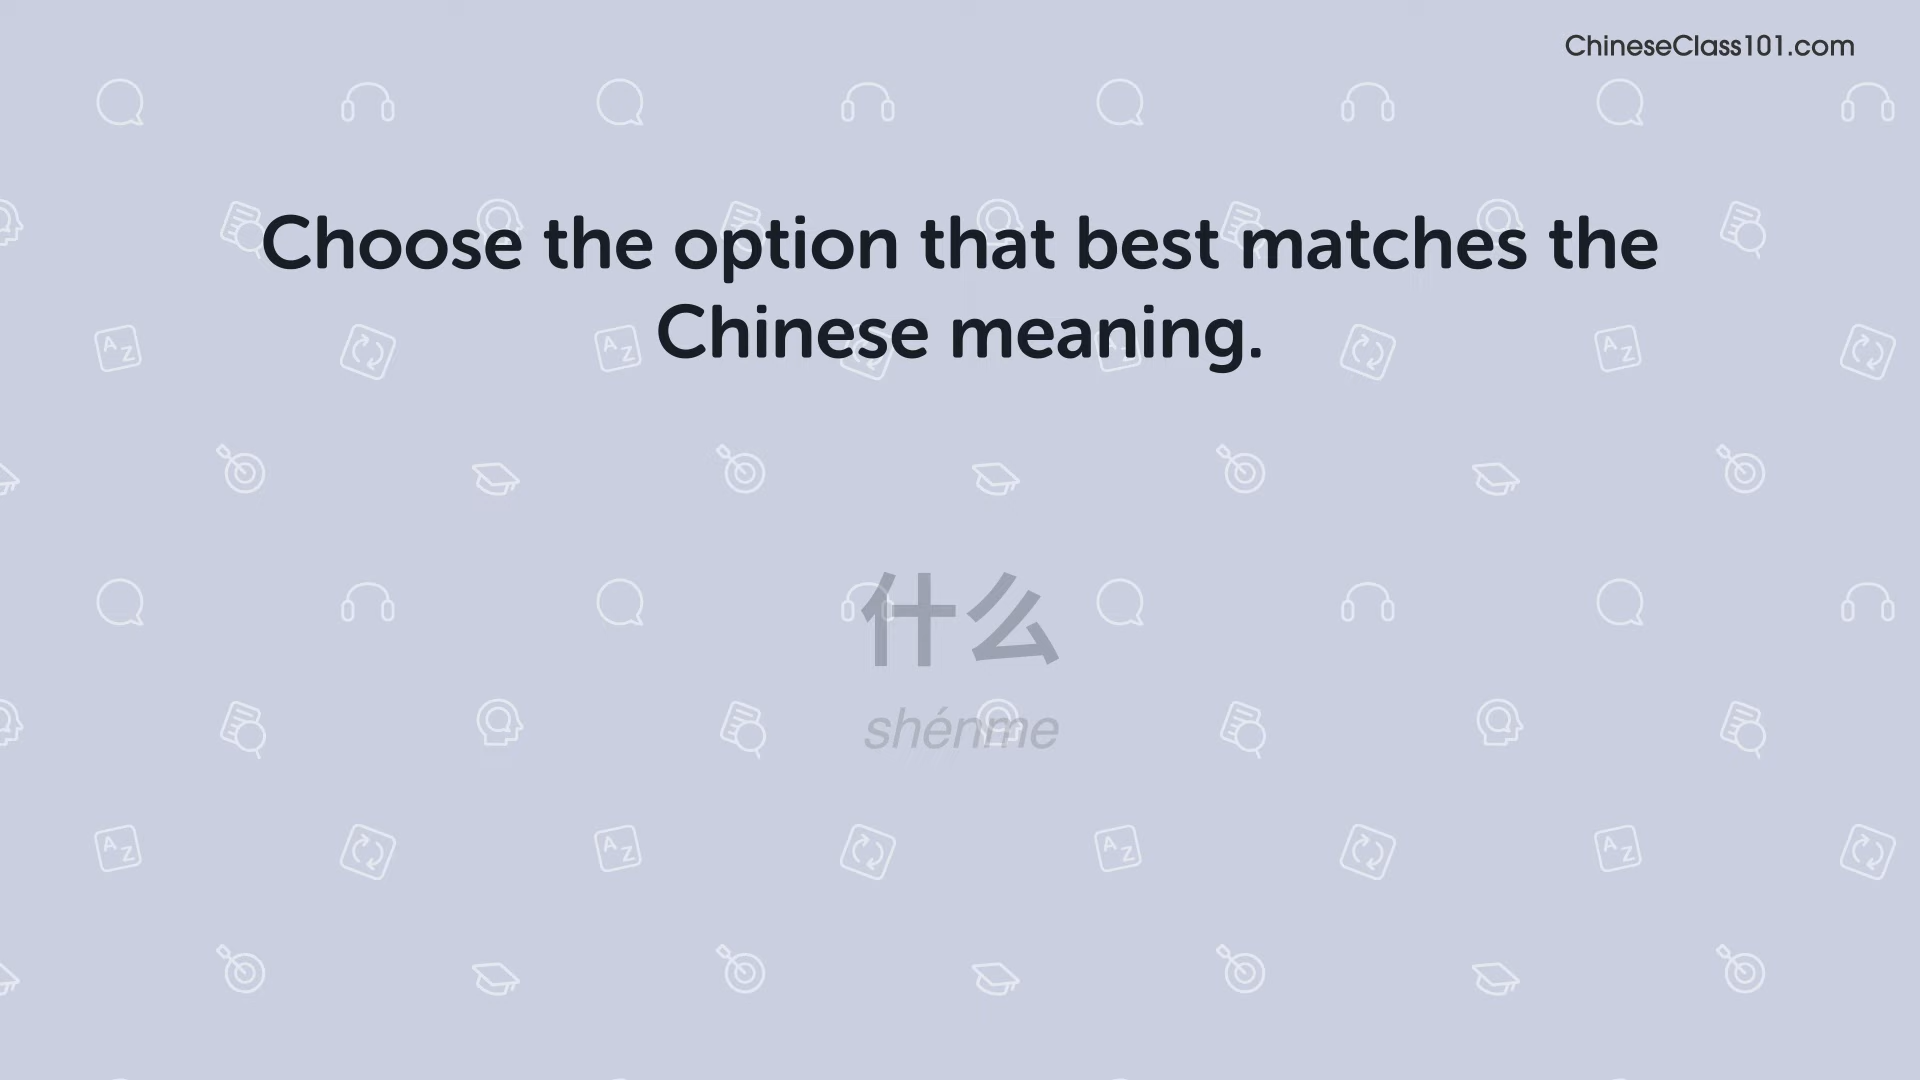 ChineseClass101.com
Choose the option that best matches the
Chinese meaning.
什么
shénme